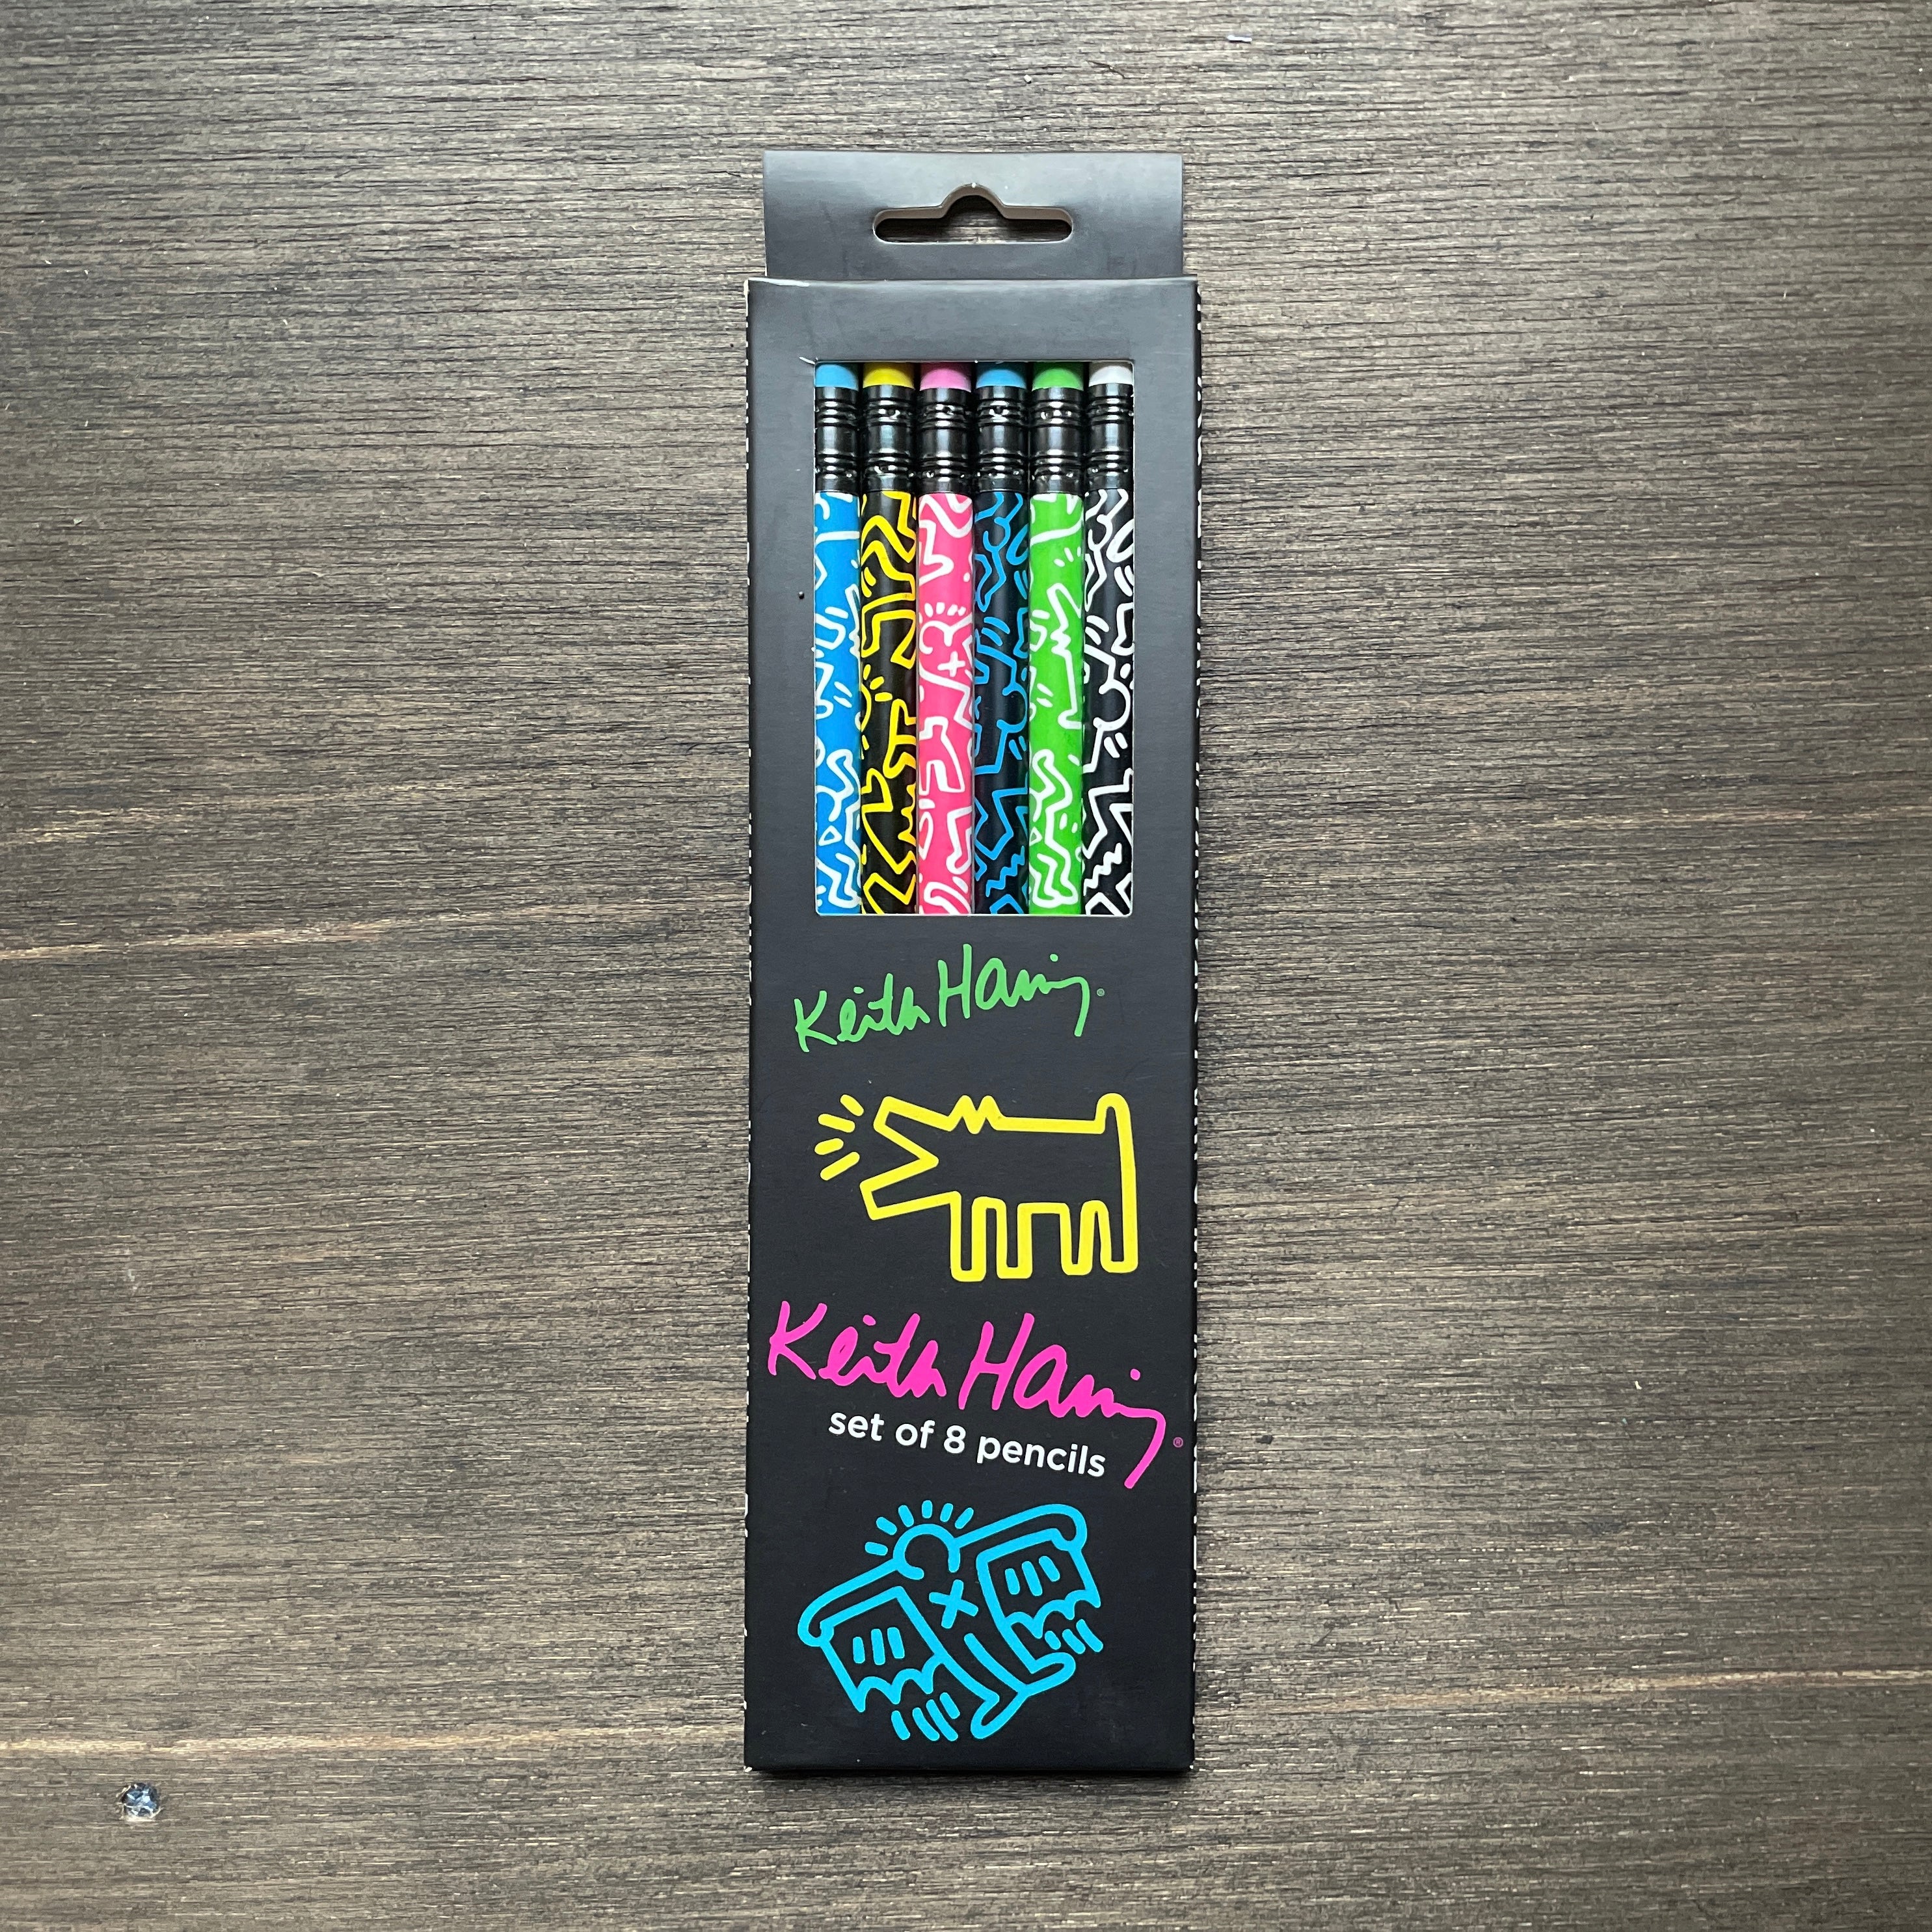 Keith Haring®
Keith Haring®
set of 8 pencils